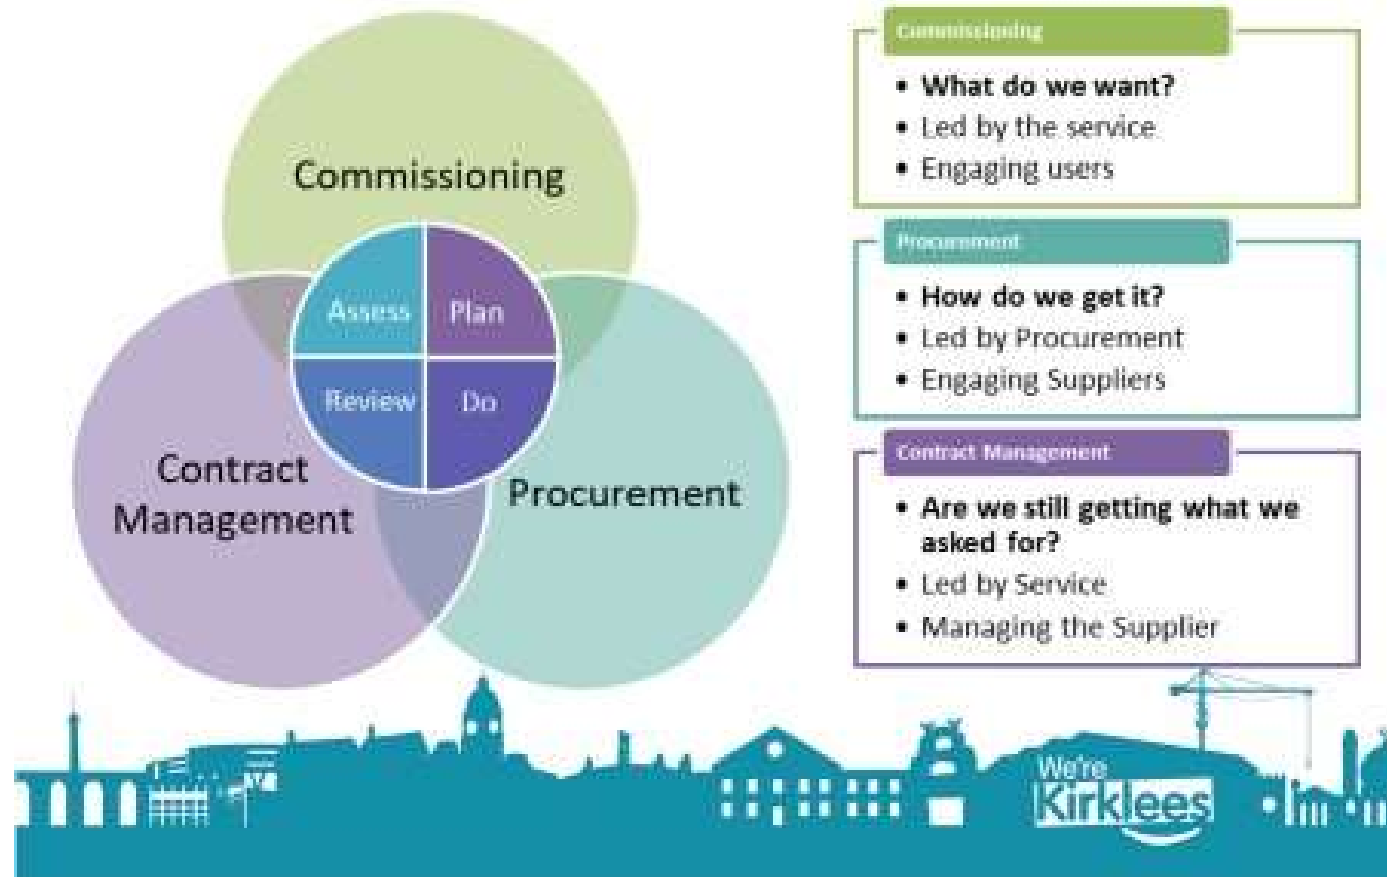 Commissioning
Assess
Plan
Review
Do
Contract
Management
Procurement
Commissioning
• What do we want?
• Led by the service
• Engaging users
Procurement
• How do we get it?
• Led by Procurement
• Engaging Suppliers
Contract Management
• Are we still getting what we
asked for?
• Led by Service
• Managing the Supplier
We're
Kirklees